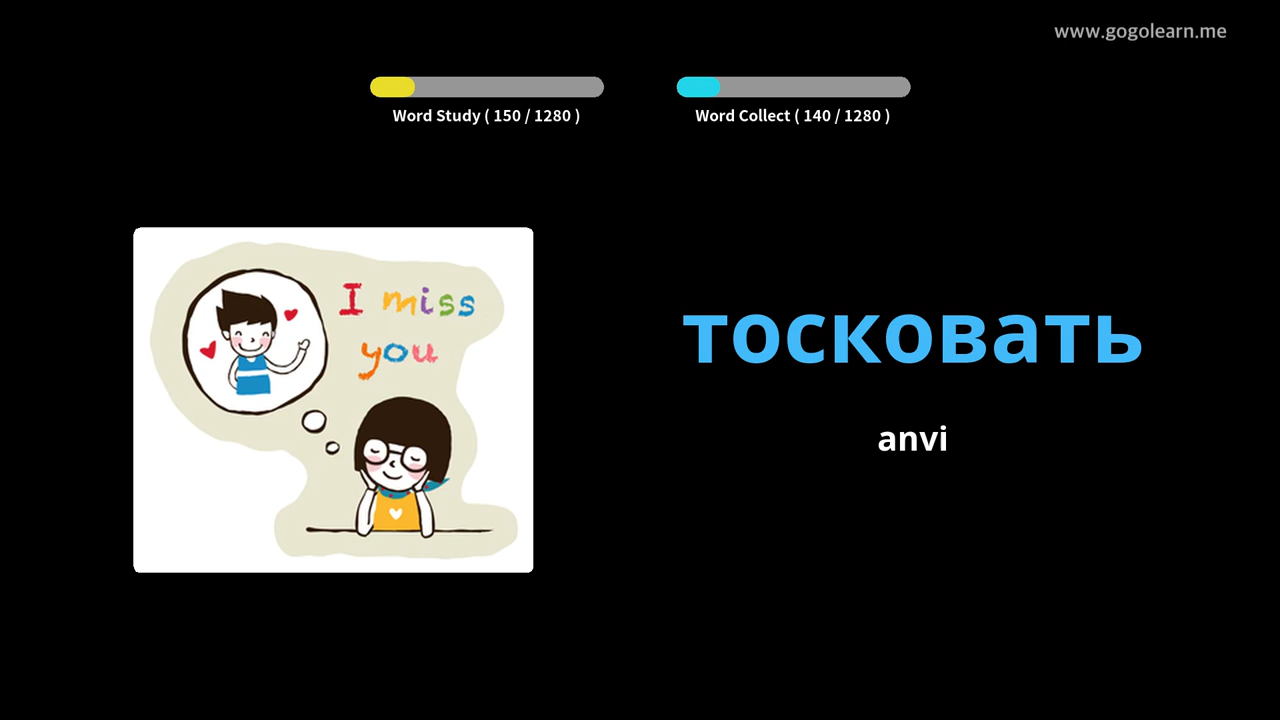 www.gogolearn.me
Word Study ( 150 / 1280 )
Word Collect ( 140 / 1280 )
I miss
you
тосковать
anvi